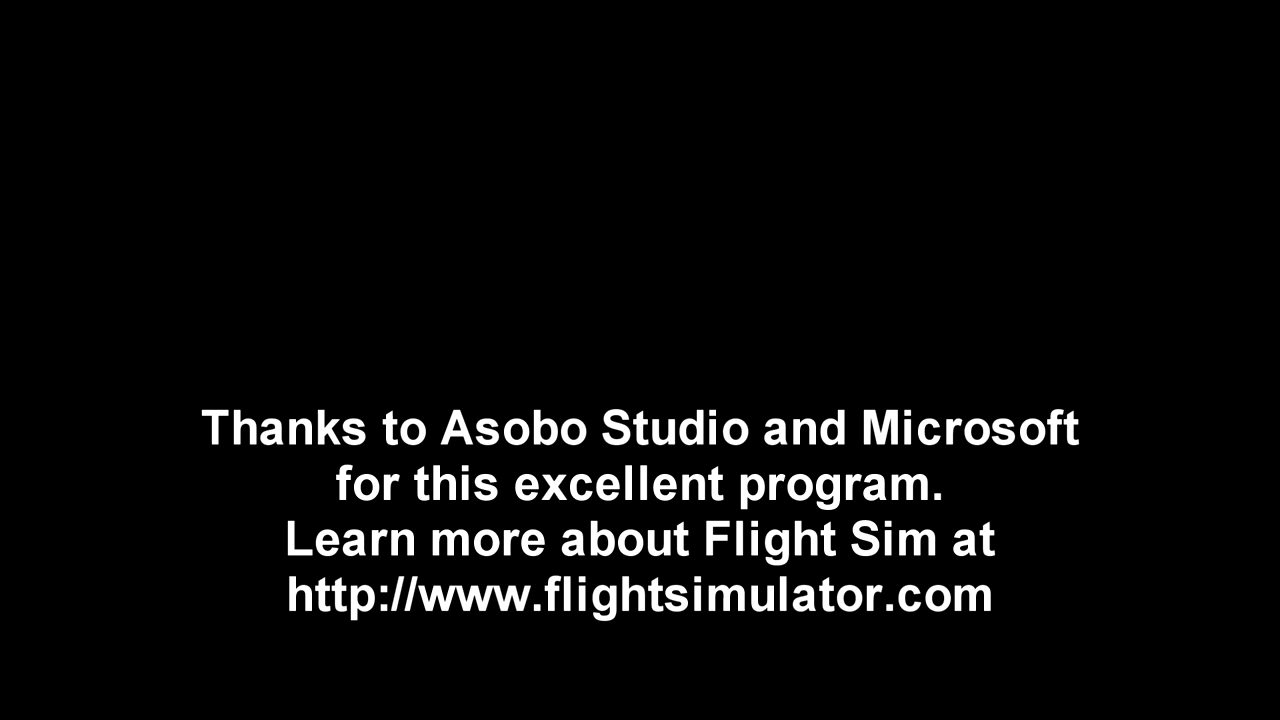 Thanks to Asobo Studio and Microsoft
for this excellent program.
Learn more about Flight Sim at
http://www.flightsimulator.com